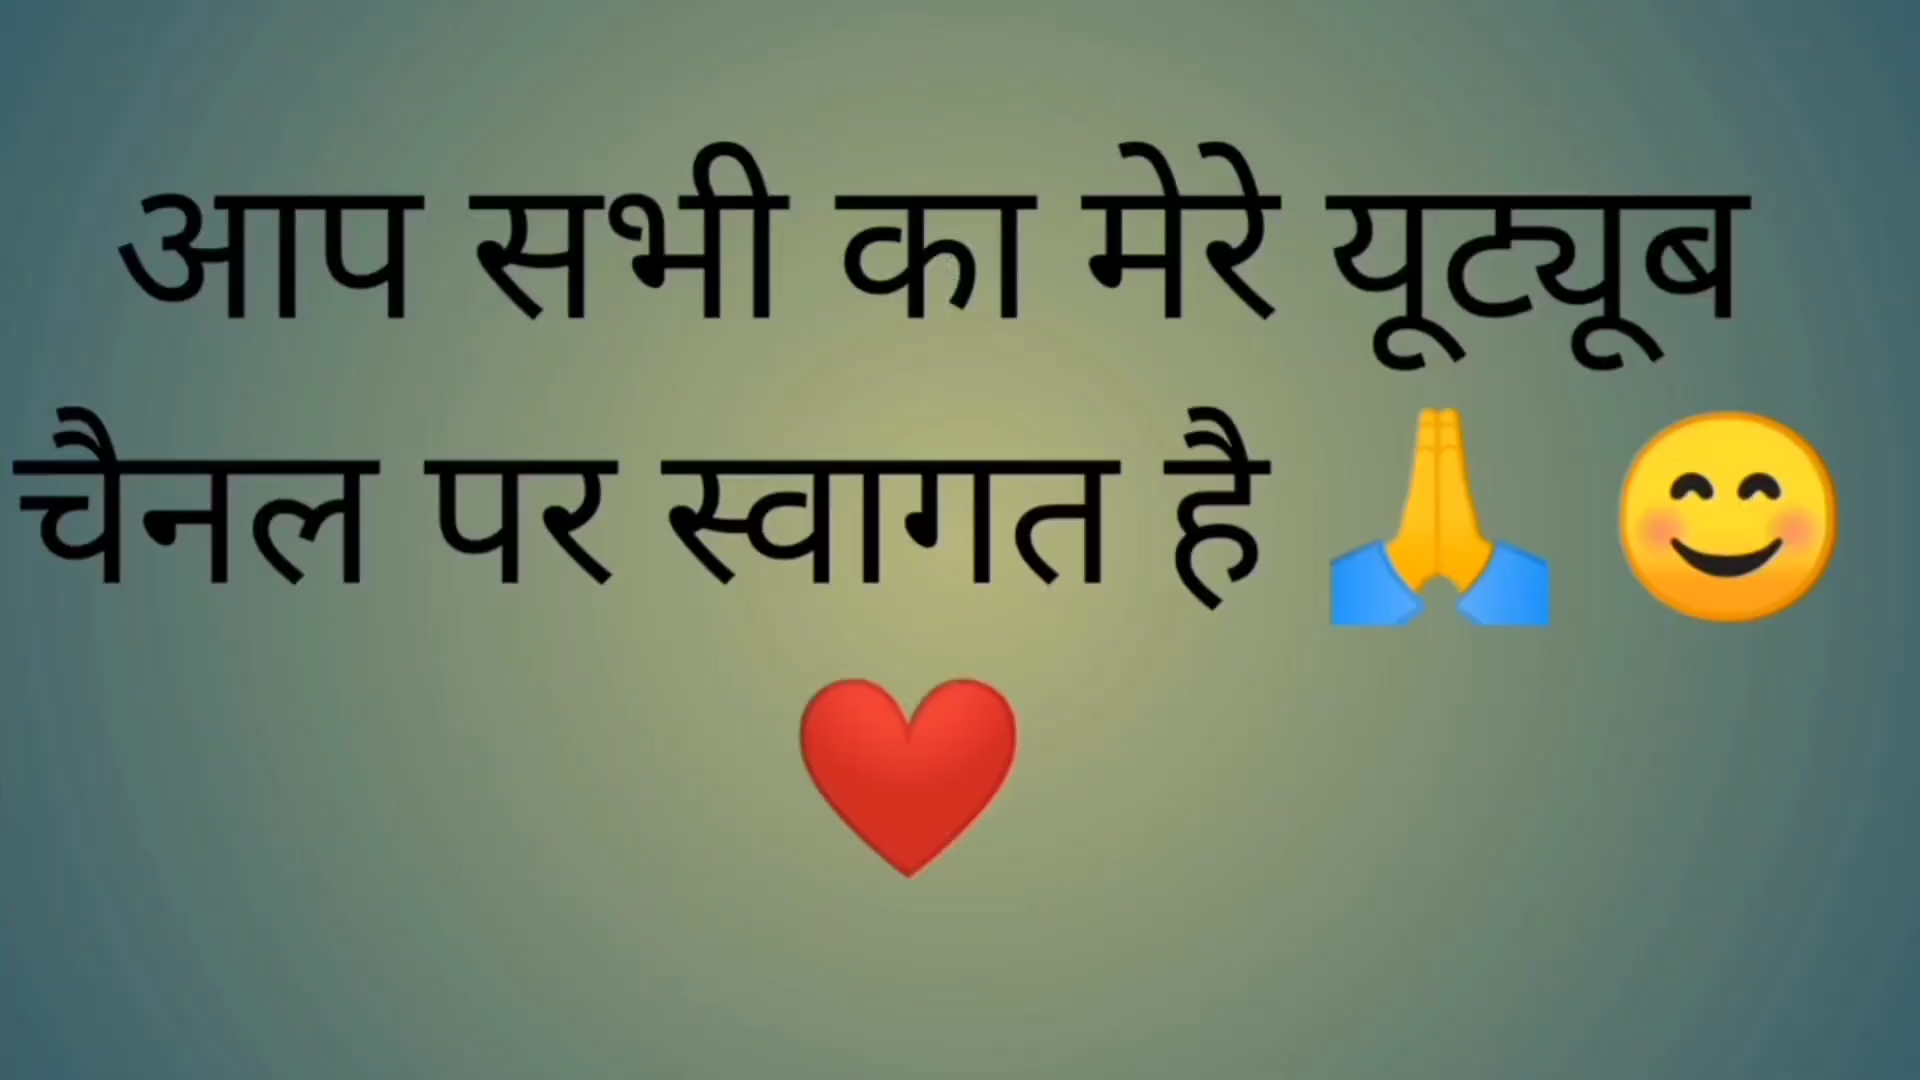 आप सभी का मेरे यूट्यूब
चैनल पर स्वागत है 🙏 😊
❤️